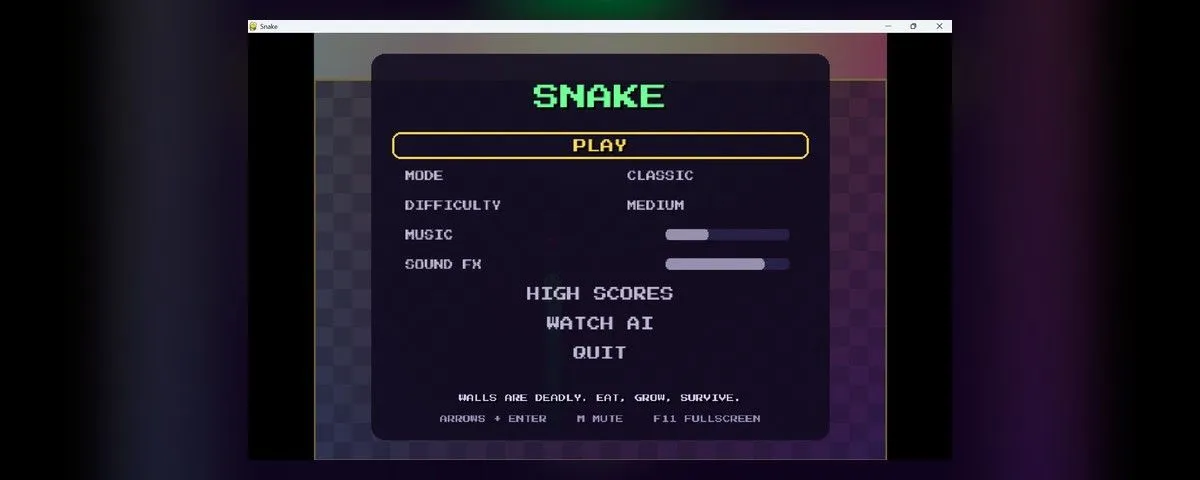 Snake
SNAKE
PLAY
MODE CLASSIC
DIFFICULTY MEDIUM
MUSIC
SOUND FX
HIGH SCORES
WATCH AI
QUIT
WALLS ARE DEADLY. EAT, GROW, SURVIVE.
ARROWS + ENTER M MUTE F11 FULLSCREEN